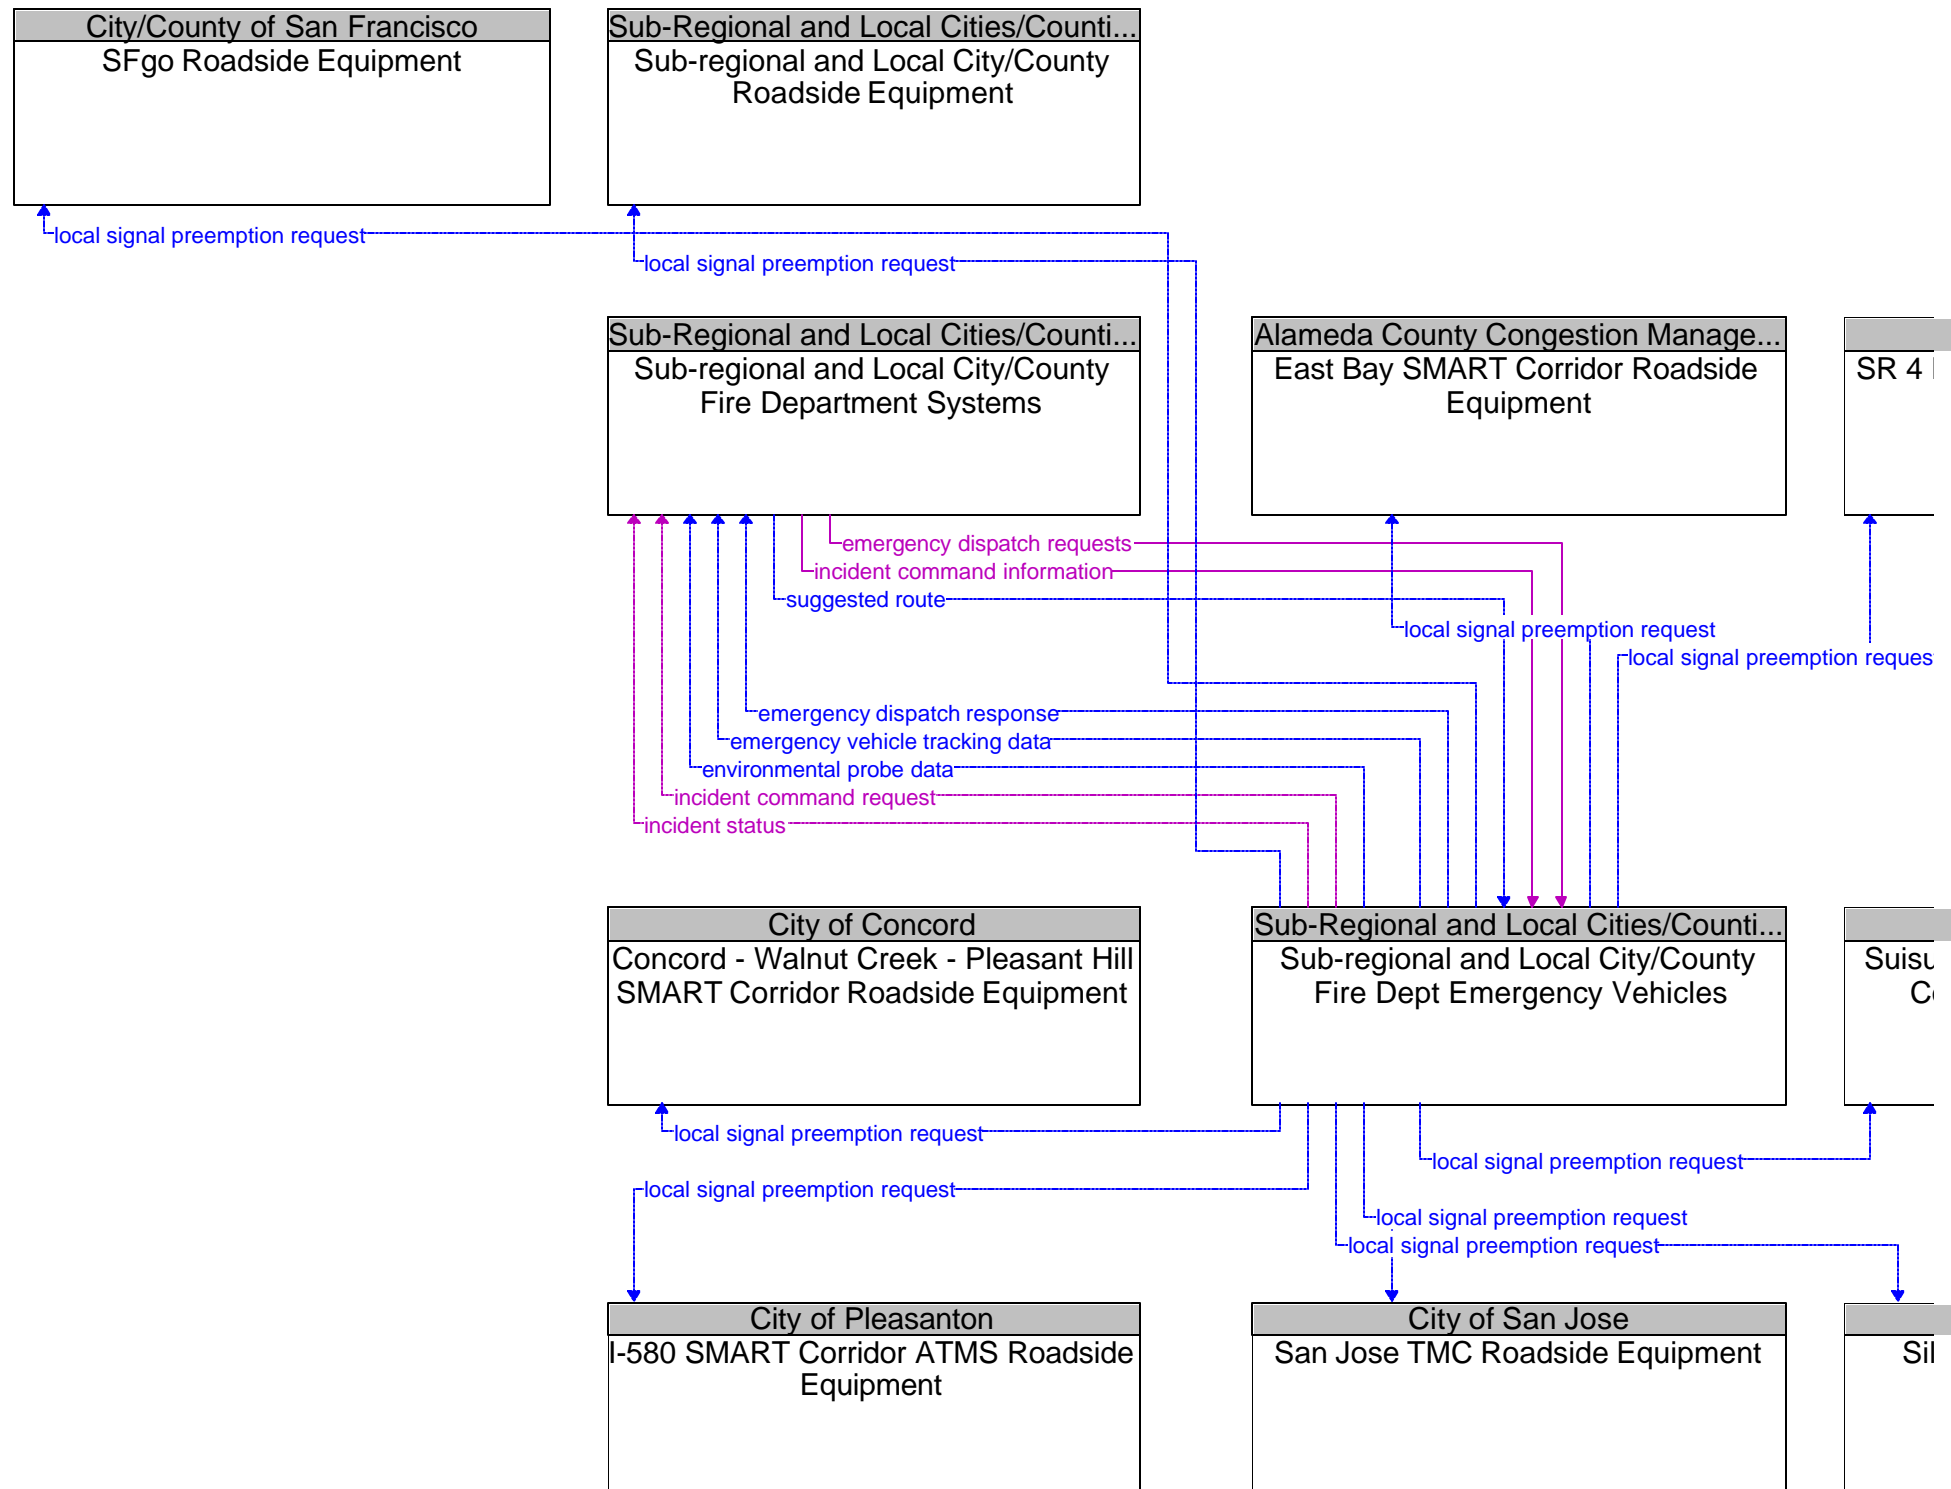 City/County of San Francisco
SFgo Roadside Equipment
Sub-Regional and Local Cities/Counti...
Sub-regional and Local City/County
Roadside Equipment
local signal preemption request
local signal preemption request
Sub-Regional and Local Cities/Counti...
Sub-regional and Local City/County
Fire Department Systems
Alameda County Congestion Manage...
East Bay SMART Corridor Roadside
Equipment
SR 4
emergency dispatch requests
incident command information
suggested route
local signal preemption request
local signal preemption reques
emergency dispatch response
emergency vehicle tracking data
environmental probe data
incident command request
incident status
City of Concord
Concord - Walnut Creek - Pleasant Hill
SMART Corridor Roadside Equipment
Sub-Regional and Local Cities/Counti...
Sub-regional and Local City/County
Fire Dept Emergency Vehicles
Suisu
C
local signal preemption request
local signal preemption request
local signal preemption request
local signal preemption request
local signal preemption request
City of Pleasanton
I-580 SMART Corridor ATMS Roadside
Equipment
City of San Jose
San Jose TMC Roadside Equipment
Sil